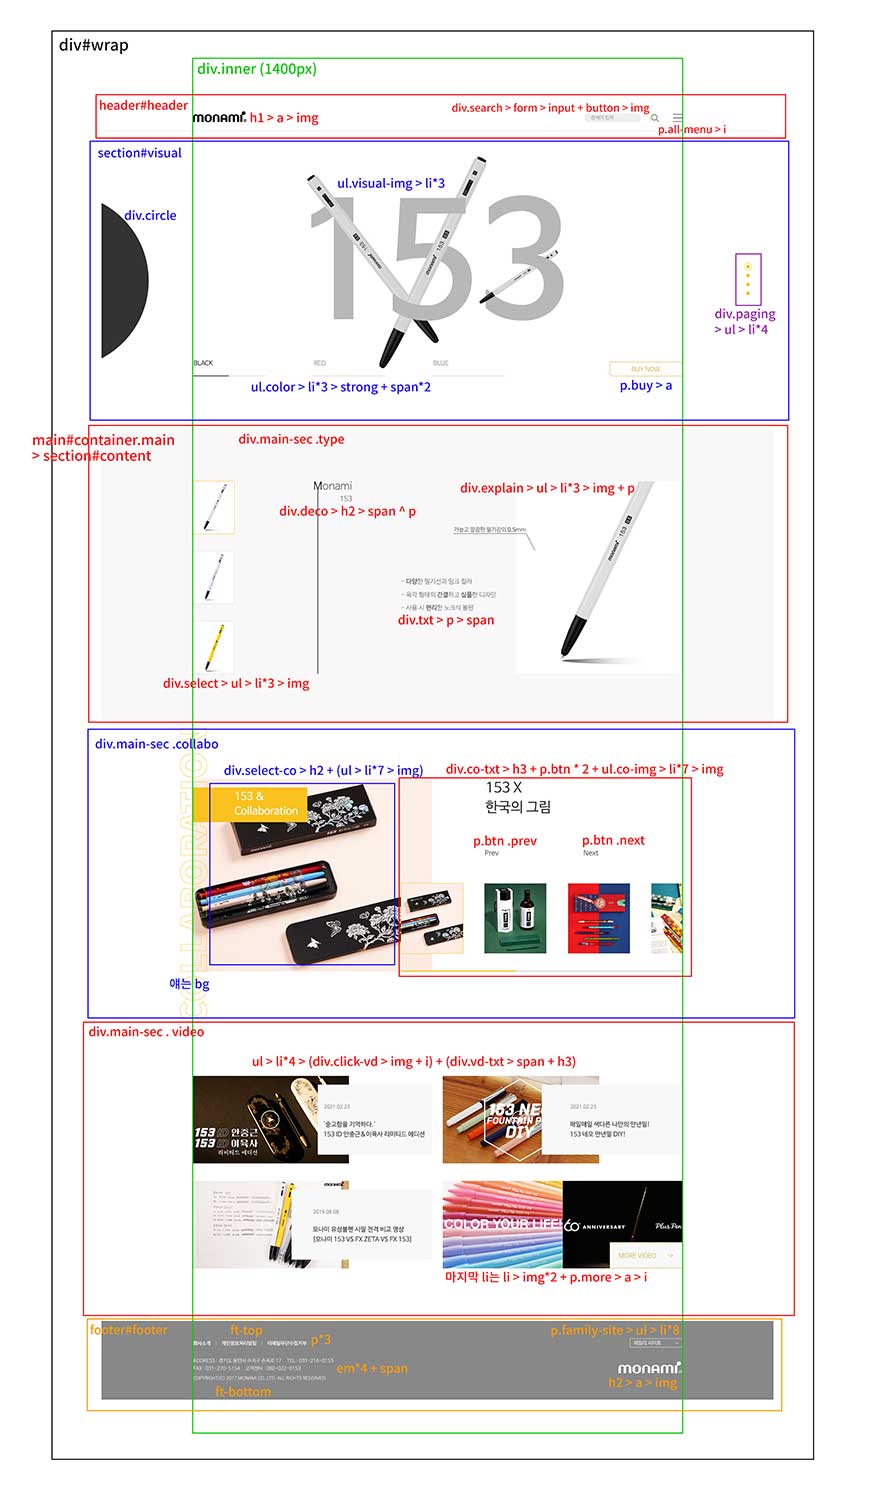 div#wrap
div.inner (1400px)
header#header
monami
h1 > a > img
div.search > form > input + button > img
검색어 입력
p.all-menu > i
section#visual
ul.visual-img > li*3
div.circle
153
monami 153
div.paging
> ul > li*4
BLACK
RED
BLUE
BUY NOW
ul.color > li*3 > strong + span*2
p.buy > a
main#container.main
> section#content
div.main-sec .type
Monami
153
div.explain > ul > li*3 > img + p
div.deco > h2 > span ^ p
가늘고 깔끔한 필기감의 0.5mm
monami 153
- 다양한 필기선과 잉크 컬러
- 육각 형태의 간결하고 심플한 디자인
- 사용 시 편리한 노크식 볼펜
div.txt > p > span
div.select > ul > li*3 > img
div.main-sec .collabo
COLLABORATION
div.select-co > h2 + (ul > li*7 > img)
div.co-txt > h3 + p.btn * 2 + ul.co-img > li*7 > img
153 &
Collaboration
153 X
한국의 그림
p.btn .prev
p.btn .next
Prev
Next
얘는 bg
div.main-sec . video
ul > li*4 > (div.click-vd > img + i) + (div.vd-txt > span + h3)
2021.02.23
'숭고함을 기억하다.'
153 ID 안중근&이육사 리미티드 에디션
153 ID 안중근
153 ID 이육사
리미티드 에디션
153 NE
FOUNTAIN P
DIY
2021.02.23
매일매일 색다른 나만의 만년필!
153 네오 만년필 DIY!
monami
2019.08.08
모나미 유성볼펜 시필 전격 비교 영상
[모나미 153 VS FX ZETA VS FX 153]
COLOR YOUR LIFE!
60 ANNIVERSARY
Plus Pen
MORE VIDEO
마지막 li는 li > img*2 + p.more > a > i
footer#footer
ft-top
p.family-site > ul > li*8
회사소개 | 개인정보처리방침 | 이메일무단수집거부
p*3
패밀리 사이트
ADDRESS : 경기도 용인시 수지구 손곡로 17 TEL : 031-216-0153
FAX : 031-270-5154 고객센터 : 080-022-0153
em*4 + span
COPYRIGHT(C) 2017 MONAMI CO., LTD. ALL RIGHTS RESERVED.
monami
h2 > a > img
ft-bottom